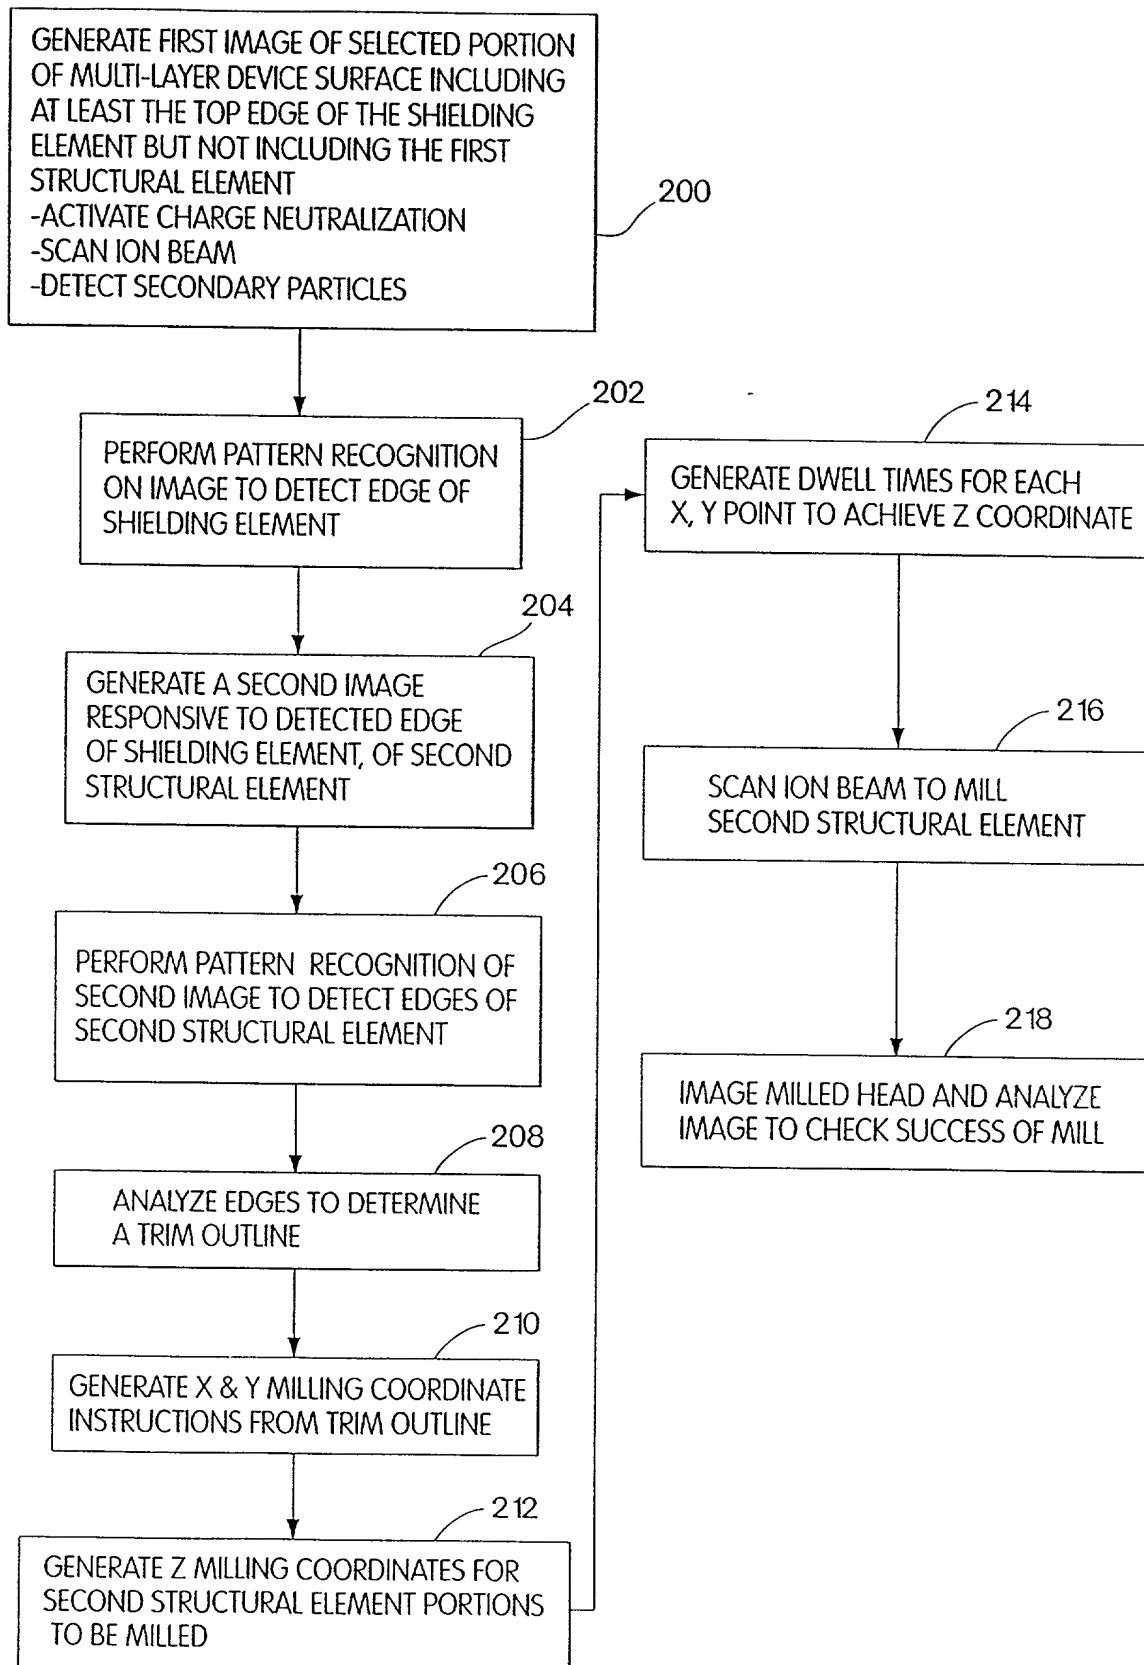 GENERATE FIRST IMAGE OF SELECTED PORTION
OF MULTI-LAYER DEVICE SURFACE INCLUDING
AT LEAST THE TOP EDGE OF THE SHIELDING
ELEMENT BUT NOT INCLUDING THE FIRST
STRUCTURAL ELEMENT
-ACTIVATE CHARGE NEUTRALIZATION
-SCAN ION BEAM
-DETECT SECONDARY PARTICLES
200
202
PERFORM PATTERN RECOGNITION
ON IMAGE TO DETECT EDGE OF
SHIELDING ELEMENT
204
GENERATE A SECOND IMAGE
RESPONSIVE TO DETECTED EDGE
OF SHIELDING ELEMENT, OF SECOND
STRUCTURAL ELEMENT
206
PERFORM PATTERN RECOGNITION OF
SECOND IMAGE TO DETECT EDGES OF
SECOND STRUCTURAL ELEMENT
208
ANALYZE EDGES TO DETERMINE
A TRIM OUTLINE
210
GENERATE X & Y MILLING COORDINATE
INSTRUCTIONS FROM TRIM OUTLINE
212
GENERATE Z MILLING COORDINATES FOR
SECOND STRUCTURAL ELEMENT PORTIONS
TO BE MILLED
214
GENERATE DWELL TIMES FOR EACH
X, Y POINT TO ACHIEVE Z COORDINATE
216
SCAN ION BEAM TO MILL
SECOND STRUCTURAL ELEMENT
218
IMAGE MILLED HEAD AND ANALYZE
IMAGE TO CHECK SUCCESS OF MILL